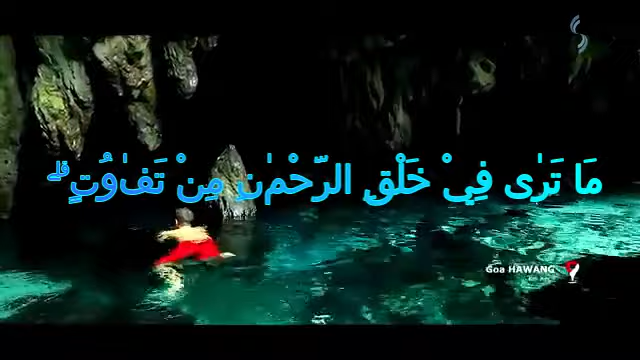 مَا تَرٰى فِيْ خَلْقِ الرَّحْمٰنِ مِنْ تَفٰوُتٍۗ
Goa HAWANG